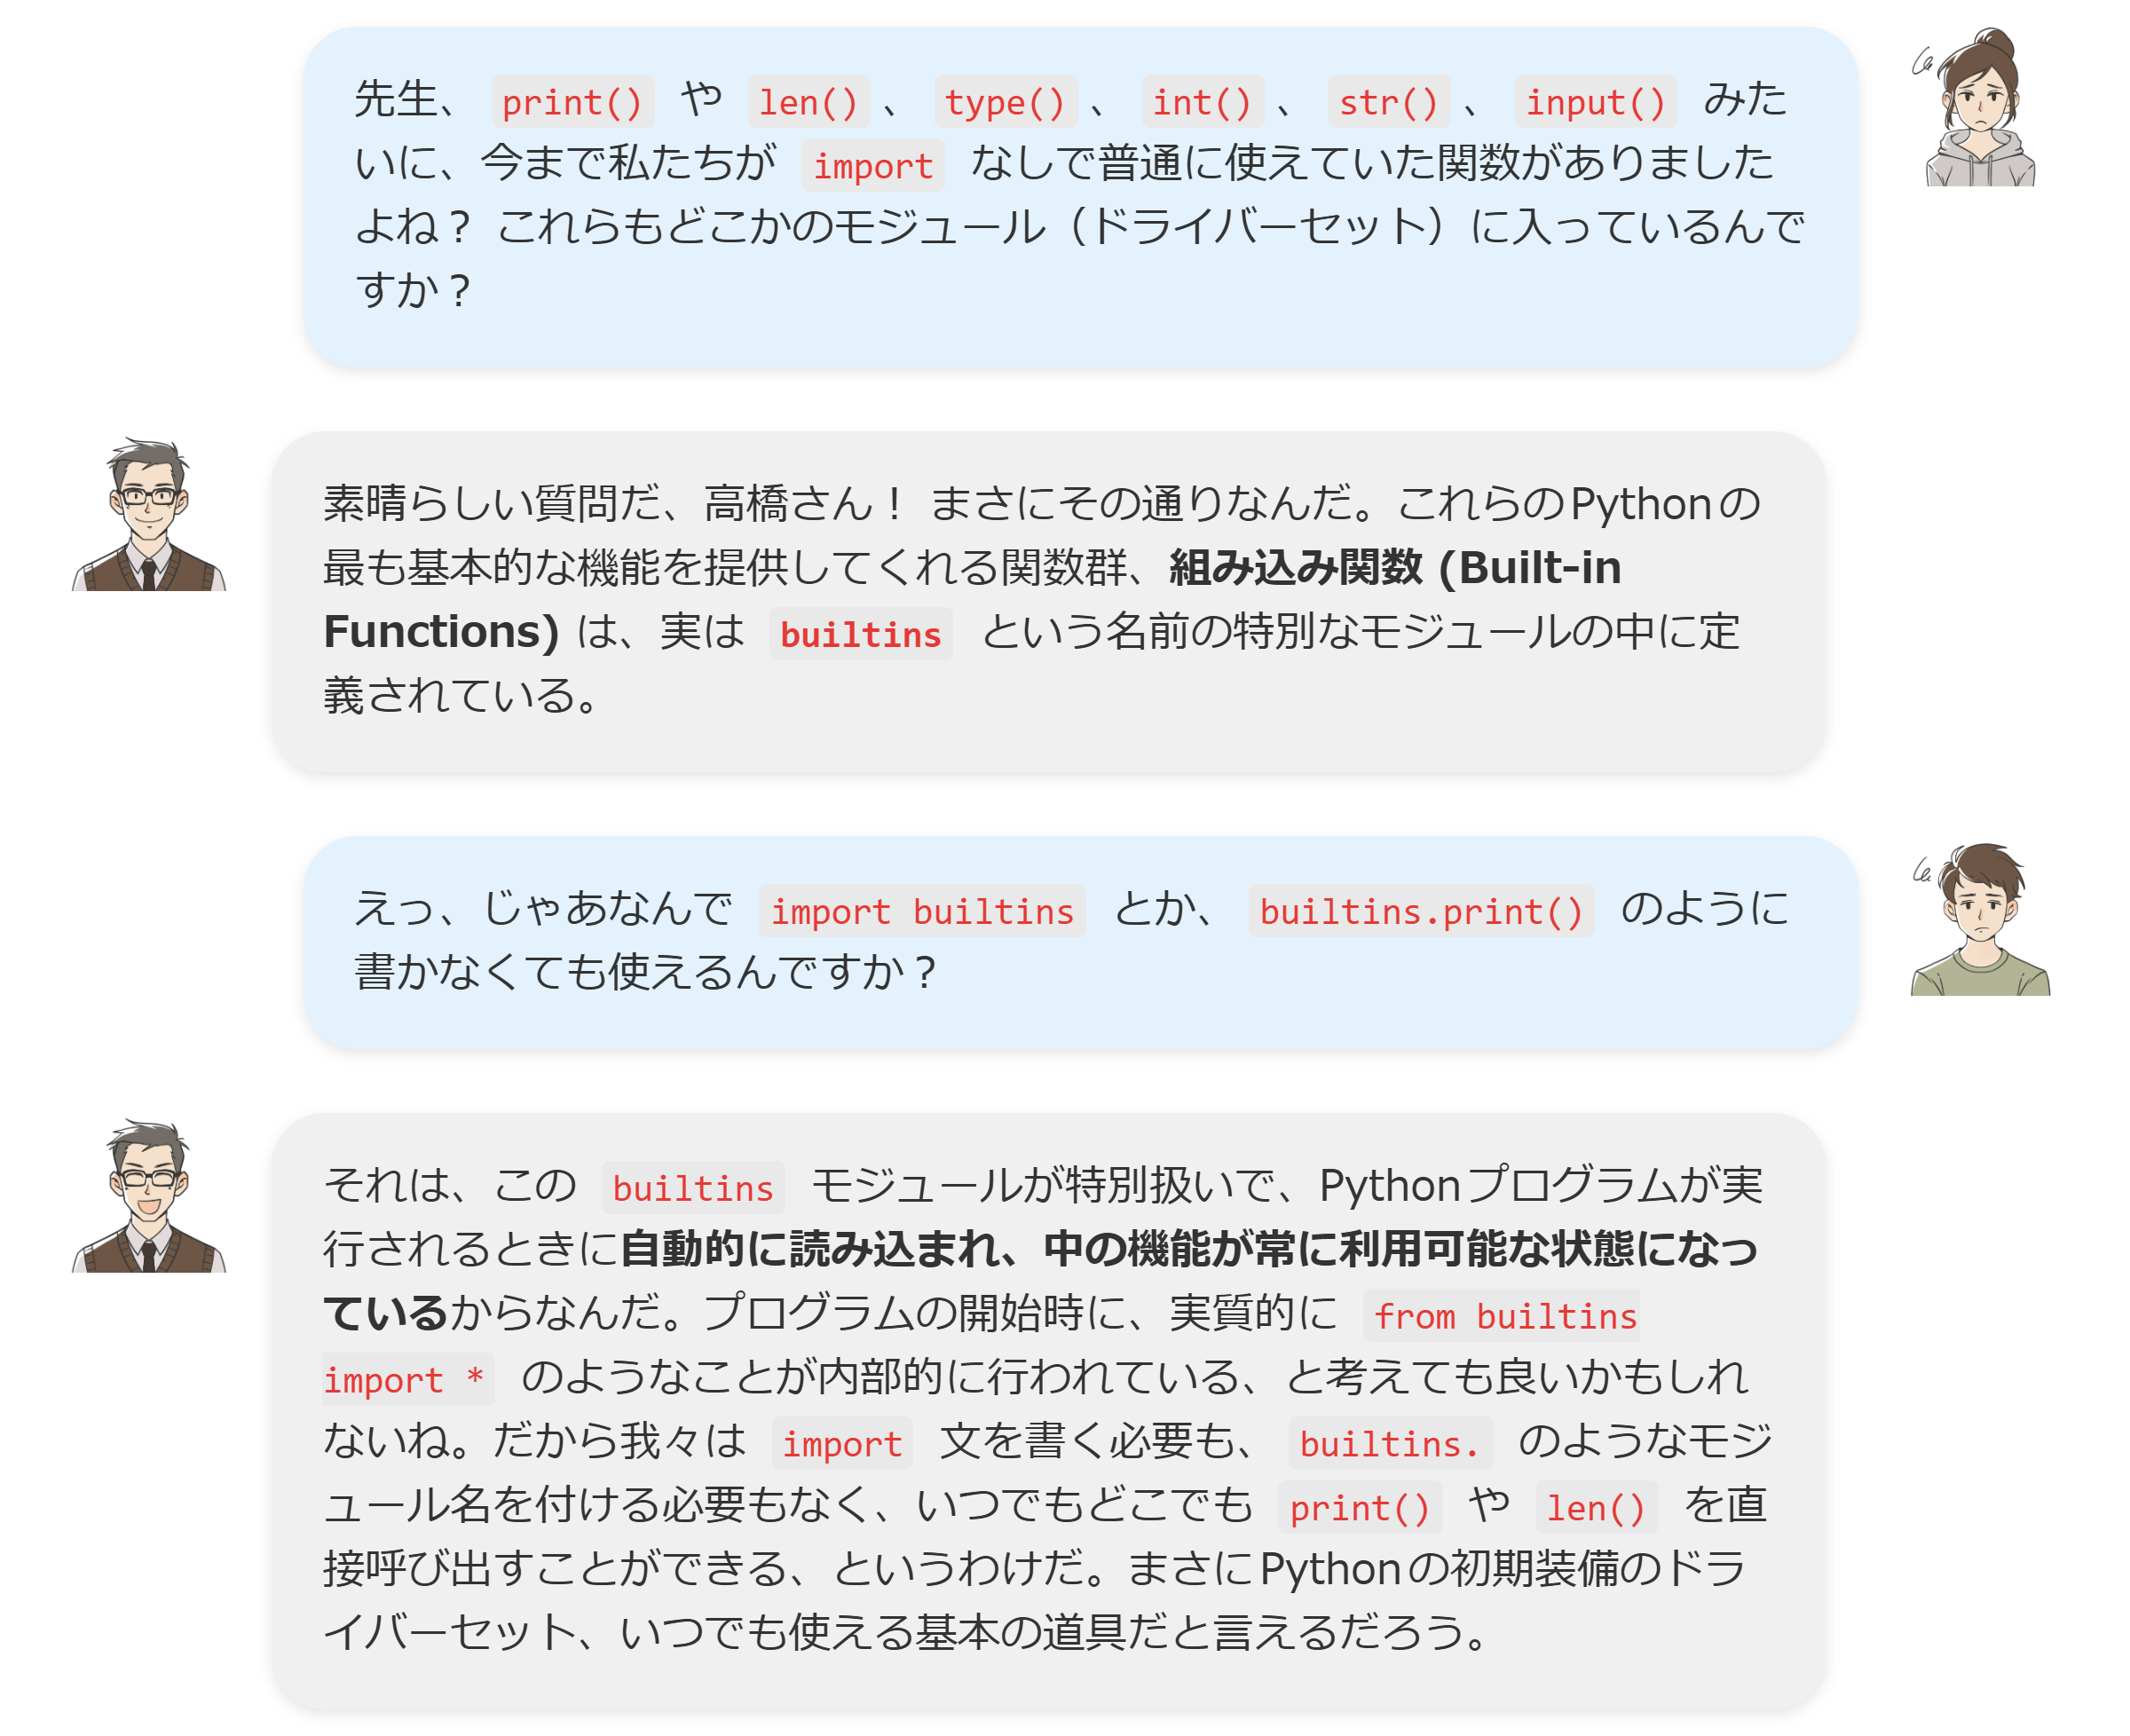 先生、 print() や len() 、 type() 、 int() 、 str() 、 input() みた
いに、今まで私たちが import なしで普通に使えていた関数がありました
よね？ これらもどこかのモジュール（ドライバーセット）に入っているんで
すか？
素晴らしい質問だ、高橋さん！ まさにその通りなんだ。これらのPythonの
最も基本的な機能を提供してくれる関数群、組み込み関数 (Built-in
Functions) は、実は builtins という名前の特別なモジュールの中に定
義されている。
えっ、じゃあなんで import builtins とか、 builtins.print() のように
書かなくても使えるんですか？
それは、この builtins モジュールが特別扱いで、Pythonプログラムが実
行されるときに自動的に読み込まれ、中の機能が常に利用可能な状態になっ
ているからなんだ。プログラムの開始時に、実質的に from builtins
import * のようなことが内部的に行われている、と考えても良いかもしれ
ないね。だから我々は import 文を書く必要も、 builtins. のようなモジ
ュール名を付ける必要もなく、いつでもどこでも print() や len() を直
接呼び出すことができる、というわけだ。まさにPythonの初期装備のドラ
イバーセット、いつでも使える基本の道具だと言えるだろう。